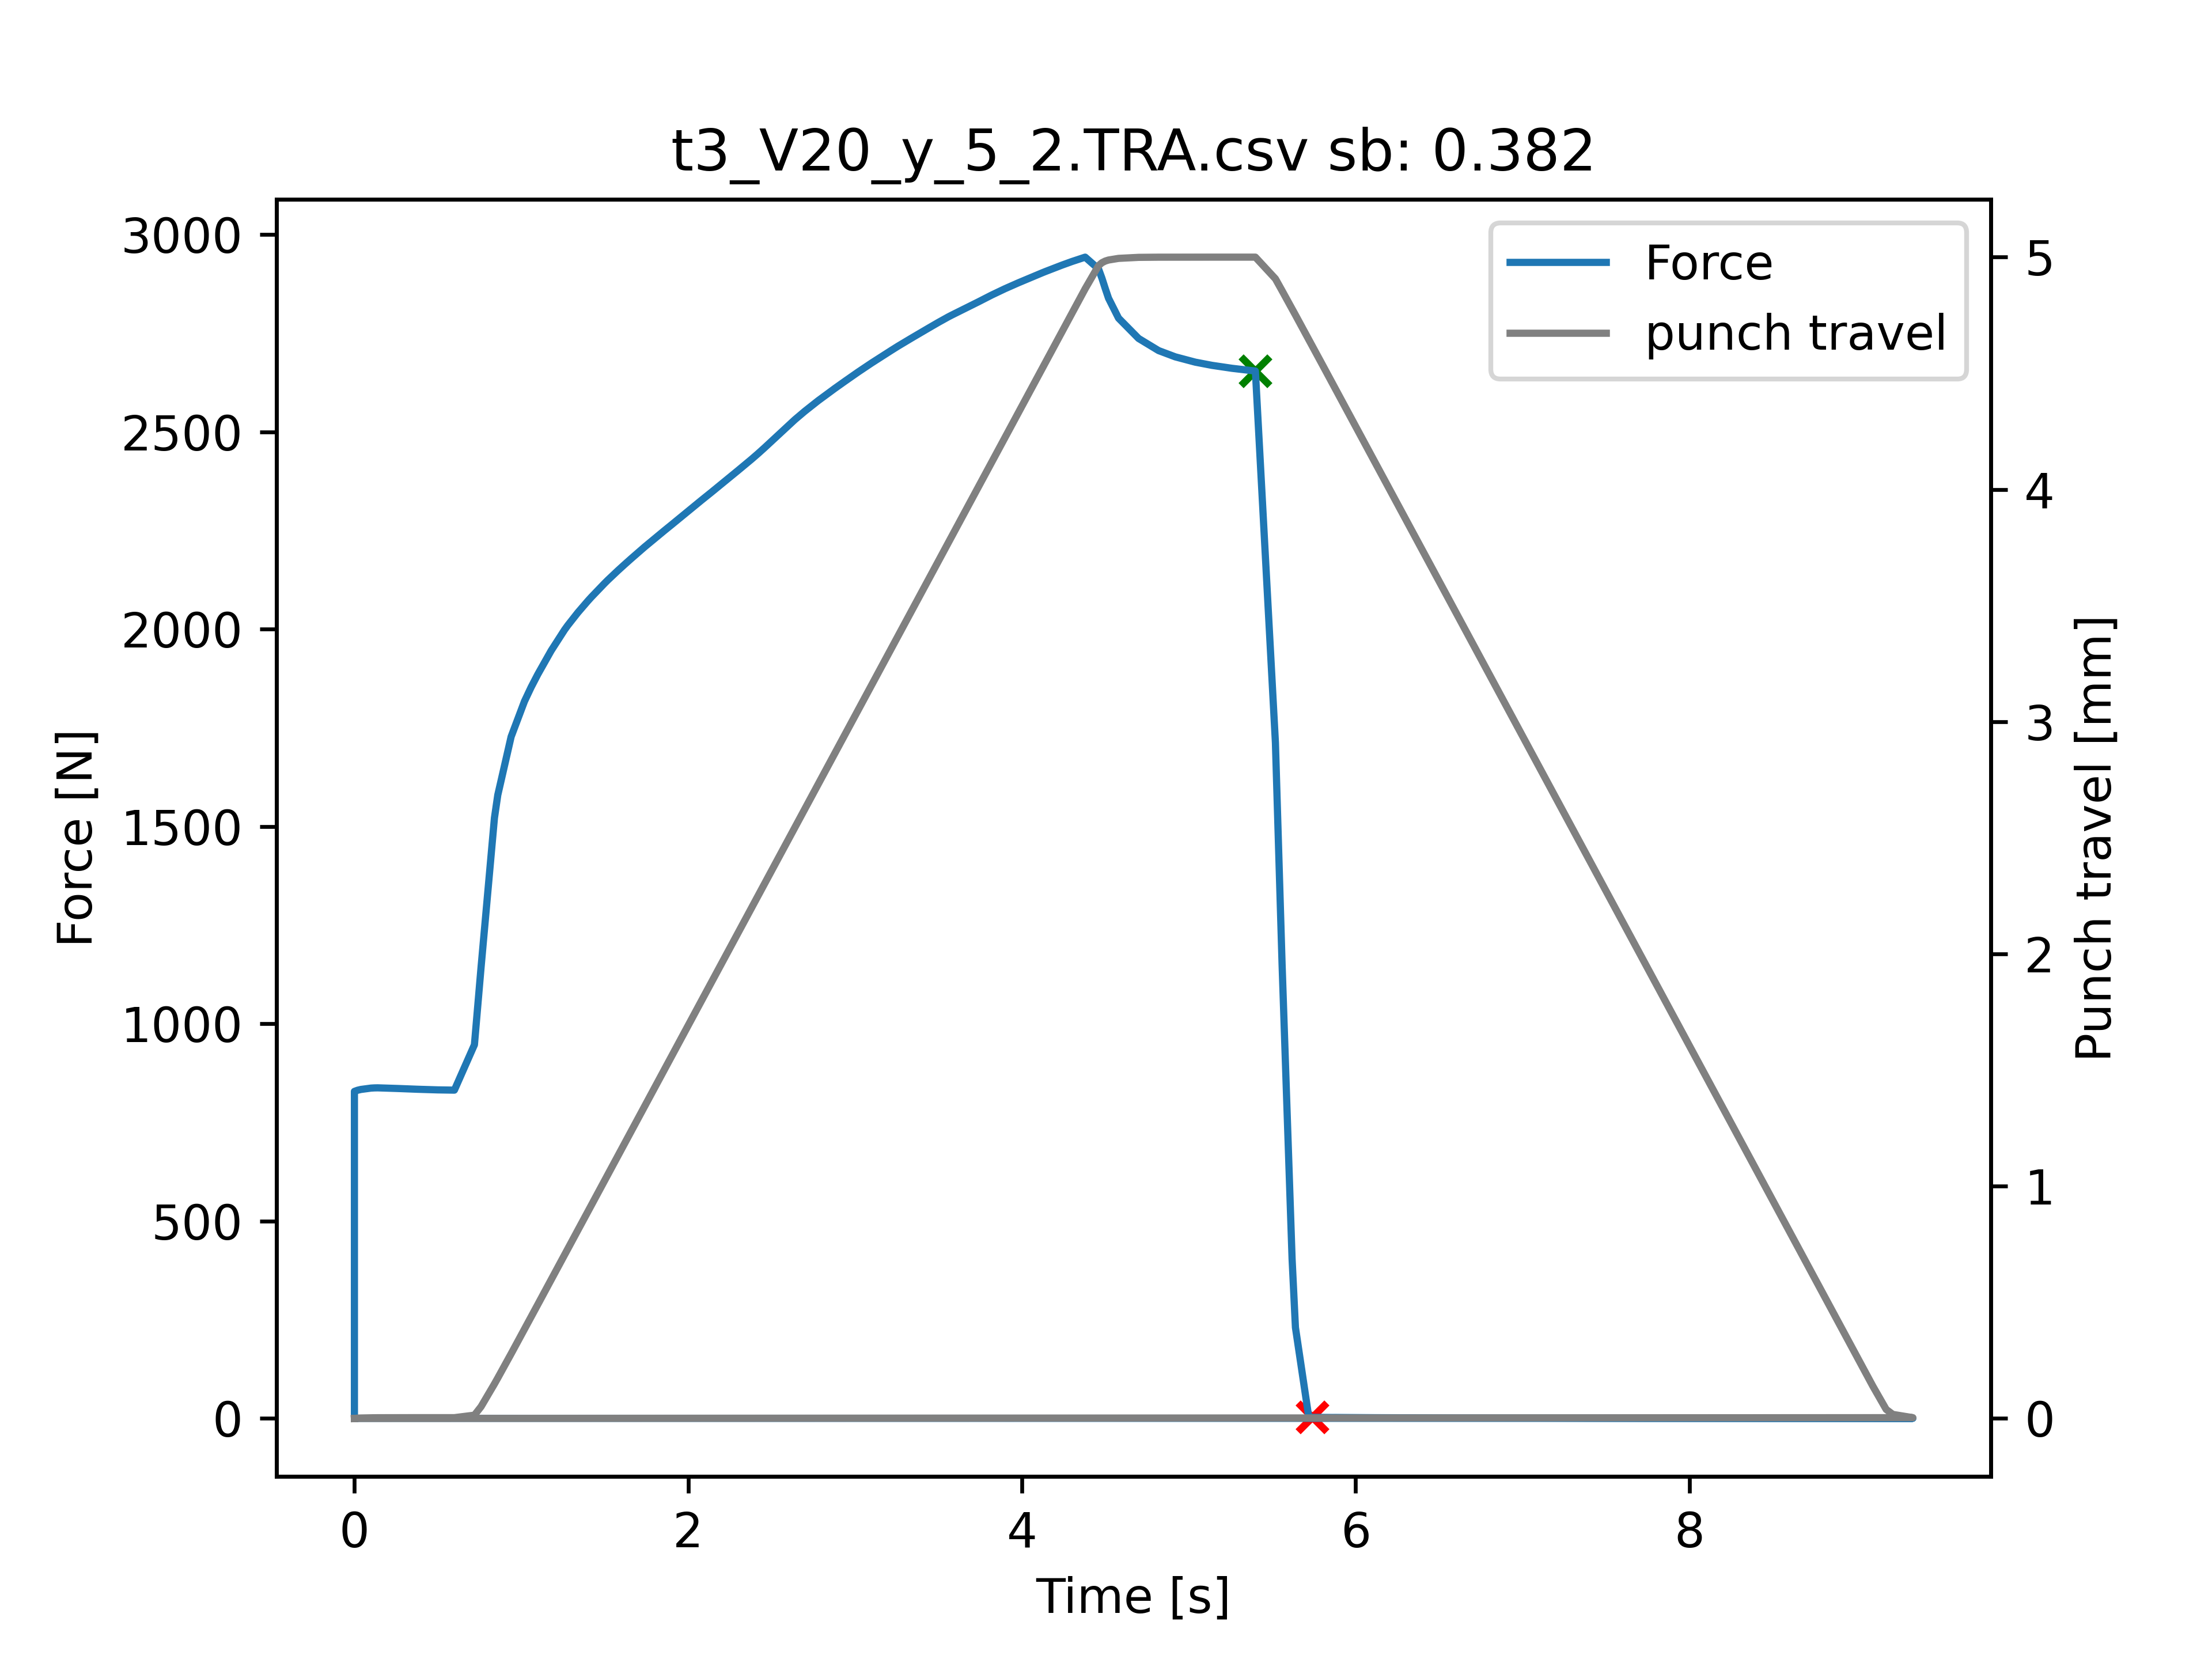 t3_V20_y_5_2.TRA.csv sb: 0.382
Force
punch travel
3000
2500
2000
1500
1000
500
0
Force [N]
5
4
3
2
1
0
Punch travel [mm]
0 2 4 6 8
Time [s]